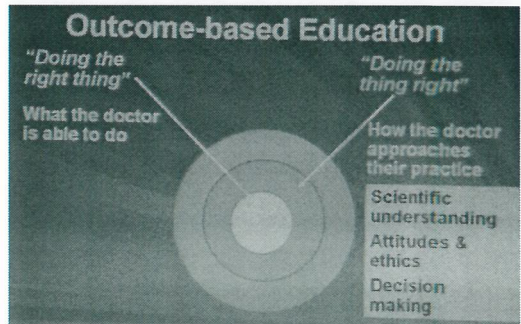 Outcome-based Education
"Doing the
right thing"
What the doctor
is able to do
"Doing the
thing right"
How the doctor
approaches
their practice
Scientific
understanding
Attitudes &
ethics
Decision
making